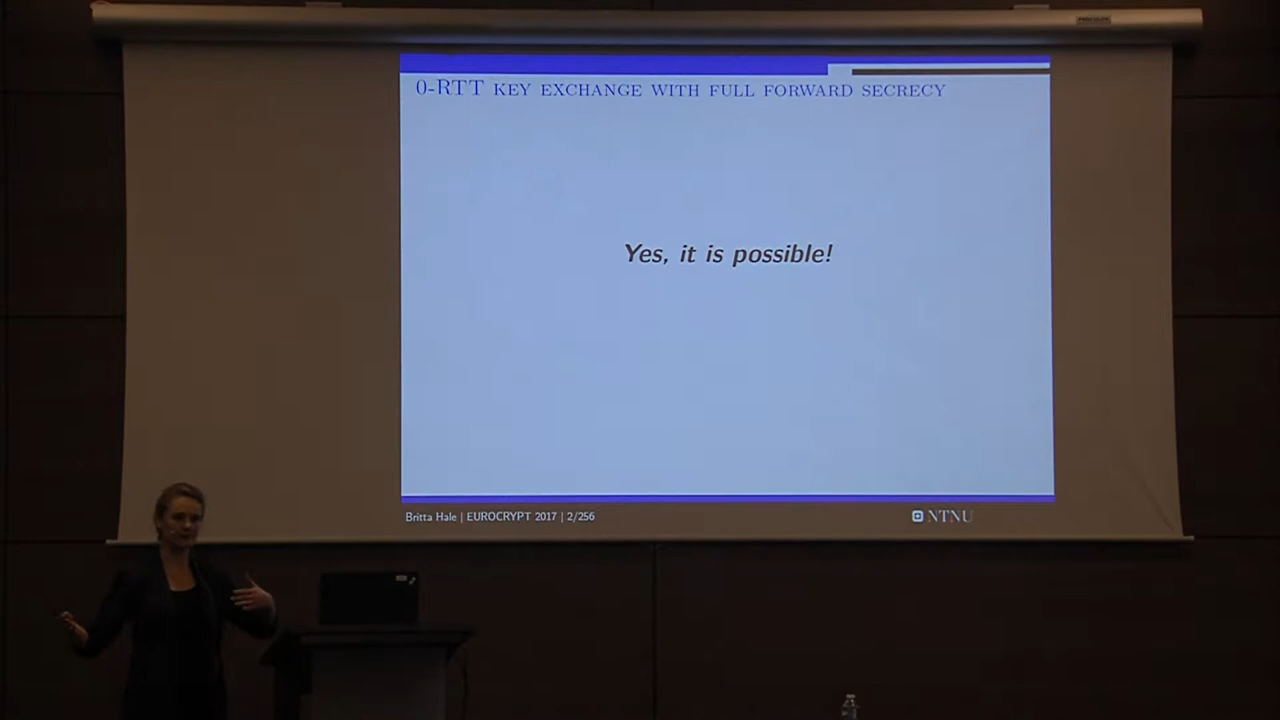 0-RTT KEY EXCHANGE WITH FULL FORWARD SECRECY
Yes, it is possible!
Britta Hale | EUROCRYPT 2017 | 2/256
NTNU